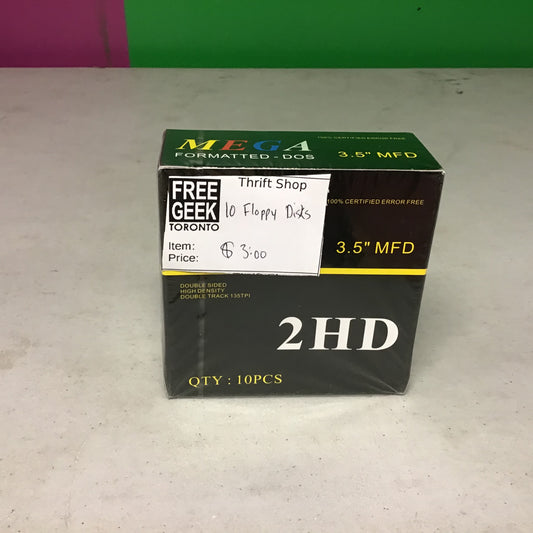 MEGA
FORMATTED - DOS
100% CERTIFIED ERROR FREE
3.5" MFD
FREE
GEEK
TORONTO
Thrift Shop
10 Floppy Disks
Item:
Price:
$ 3.00
100% CERTIFIED ERROR FREE
3.5" MFD
DOUBLE SIDED
HIGH DENSITY
DOUBLE TRACK 135TPI
2HD
QTY : 10PCS